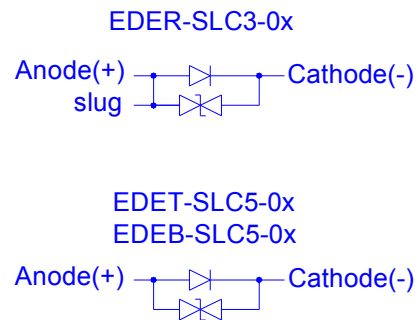 EDER-SLC3-0x
Anode(+) Cathode(-)
slug
EDET-SLC5-0x
EDEB-SLC5-0x
Anode(+) Cathode(-)